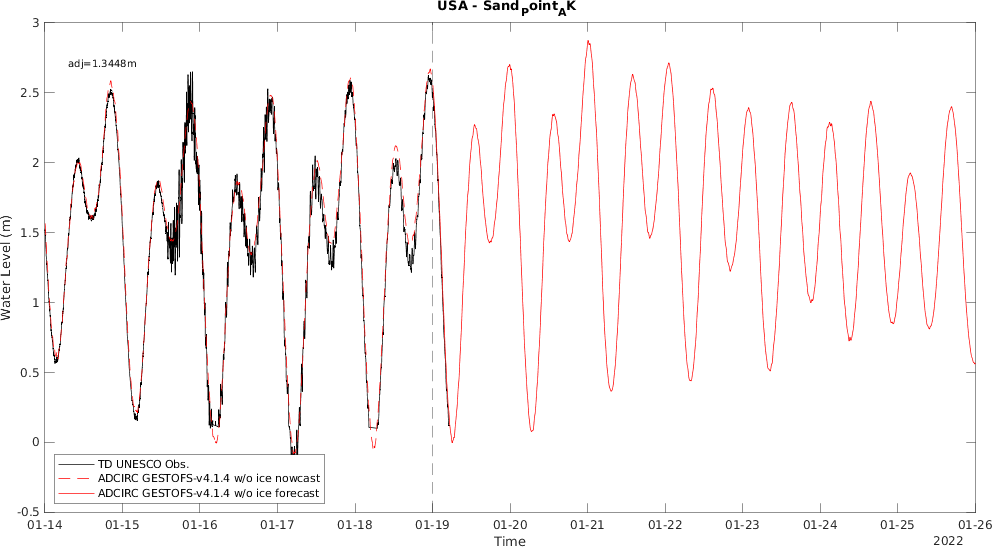 USA - Sand_Point_AK
adj=1.3448m
Water Level (m)
3
2.5
2
1.5
1
0.5
0
-0.5
TD UNESCO Obs.
ADCIRC GESTOFS-v4.1.4 w/o ice nowcast
ADCIRC GESTOFS-v4.1.4 w/o ice forecast
01-14 01-15 01-16 01-17 01-18 01-19 01-20 01-21 01-22 01-23 01-24 01-25 01-26
Time
2022